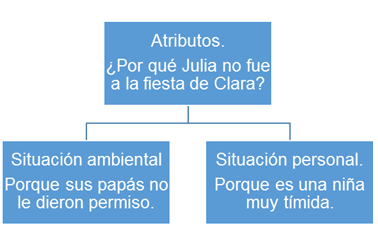 Atributos.
¿Por qué Julia no fue
a la fiesta de Clara?
Situación ambiental
Porque sus papás no
le dieron permiso.
Situación personal.
Porque es una niña
muy tímida.